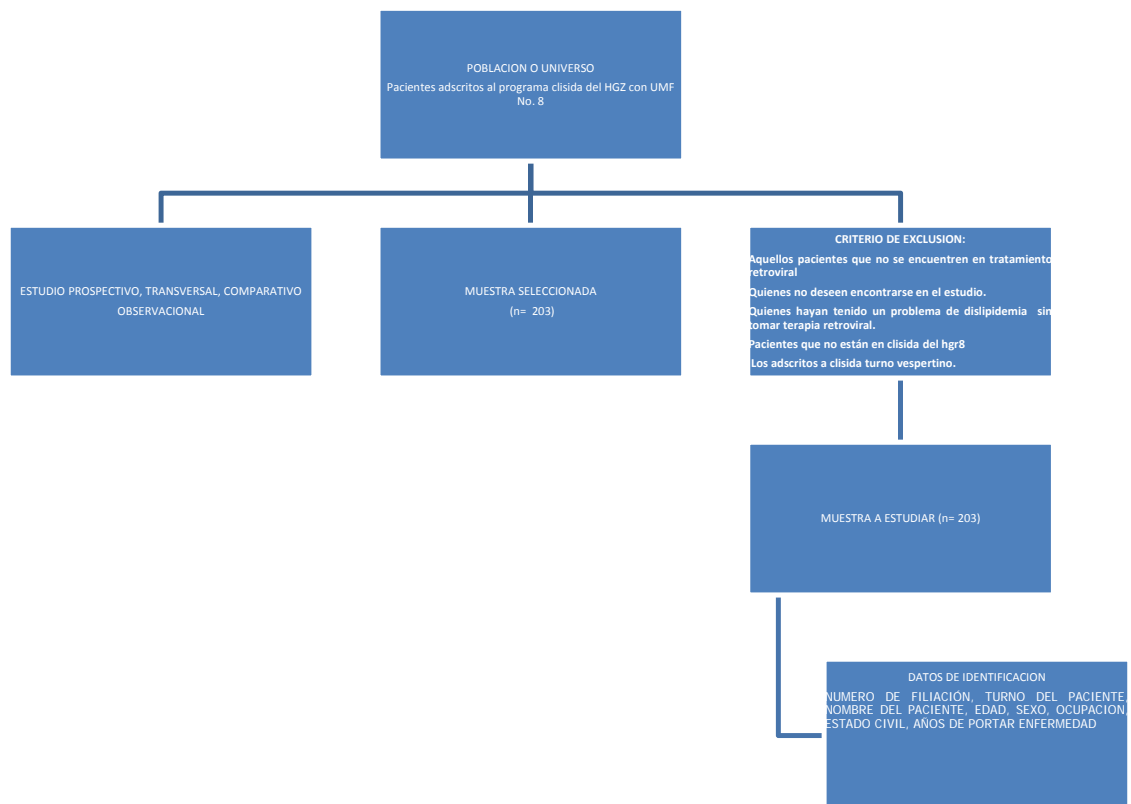 POBLACION O UNIVERSO
Pacientes adscritos al programa clisida del HGZ con UMF
No. 8
ESTUDIO PROSPECTIVO, TRANSVERSAL, COMPARATIVO
OBSERVACIONAL
MUESTRA SELECCIONADA
(n= 203)
CRITERIO DE EXCLUSION:
Aquellos pacientes que no se encuentren en tratamiento
retroviral
Quienes no deseen encontrarse en el estudio.
Quienes hayan tenido un problema de dislipidemia sin
tomar terapia retroviral.
Pacientes que no están en clisida del hgr8
Los adscritos a clisida turno vespertino.
MUESTRA A ESTUDIAR (n= 203)
DATOS DE IDENTIFICACION
NUMERO DE FILIACIÓN, TURNO DEL PACIENTE,
NOMBRE DEL PACIENTE, EDAD, SEXO, OCUPACION,
ESTADO CIVIL, AÑOS DE PORTAR ENFERMEDAD